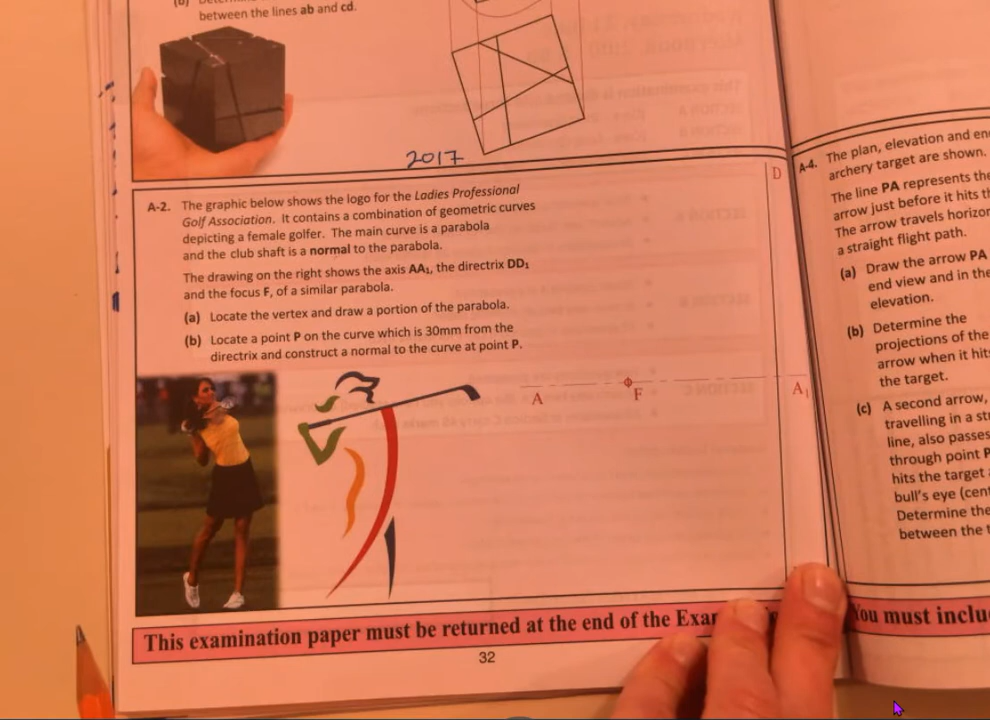 between the lines ab and cd.
2017
A-2. The graphic below shows the logo for the Ladies Professional
Golf Association. It contains a combination of geometric curves
depicting a female golfer. The main curve is a parabola
and the club shaft is a normal to the parabola.
The drawing on the right shows the axis AA₁, the directrix DD₁
and the focus F, of a similar parabola.
(a) Locate the vertex and draw a portion of the parabola.
(b) Locate a point P on the curve which is 30mm from the
directrix and construct a normal to the curve at point P.
D
A
F
A₁
This examination paper must be returned at the end of the
32
A-4. The plan, elevation and
archery target are shown.
The line PA represents
arrow just before it hits
The arrow travels
a straight flight path.
(a) Draw the arrow PA
end view and in the
elevation.
(b) Determine the
projections of the
arrow when it
the target.
(c) A second arrow,
travelling in a
line, also passes
through point P
hits the target
bull's eye
Determine the
between the
You must